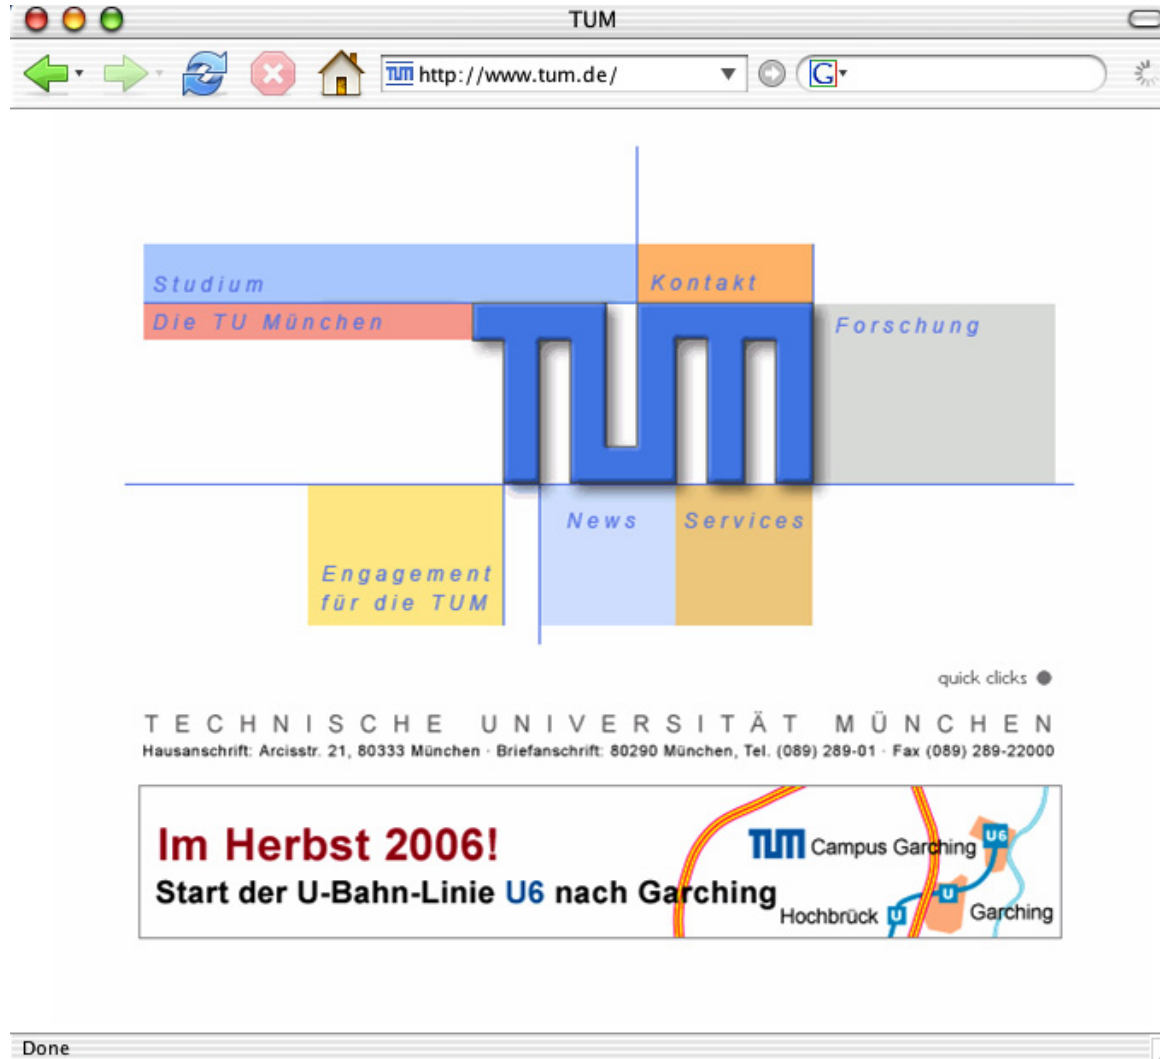 TUM
TUM http://www.tum.de/
G
Studium
Kontakt
Die TU München
Forschung
TUM
News
Services
Engagement
für die TUM
quick clicks
TECHNISCHE UNIVERSITÄT MÜNCHEN
Hausanschrift: Arcisstr. 21, 80333 München · Briefanschrift: 80290 München, Tel. (089) 289-01 · Fax (089) 289-22000
Im Herbst 2006!
Start der U-Bahn-Linie U6 nach Garching
TUM Campus Garching
U6
U
Garching
Hochbrück U
Done